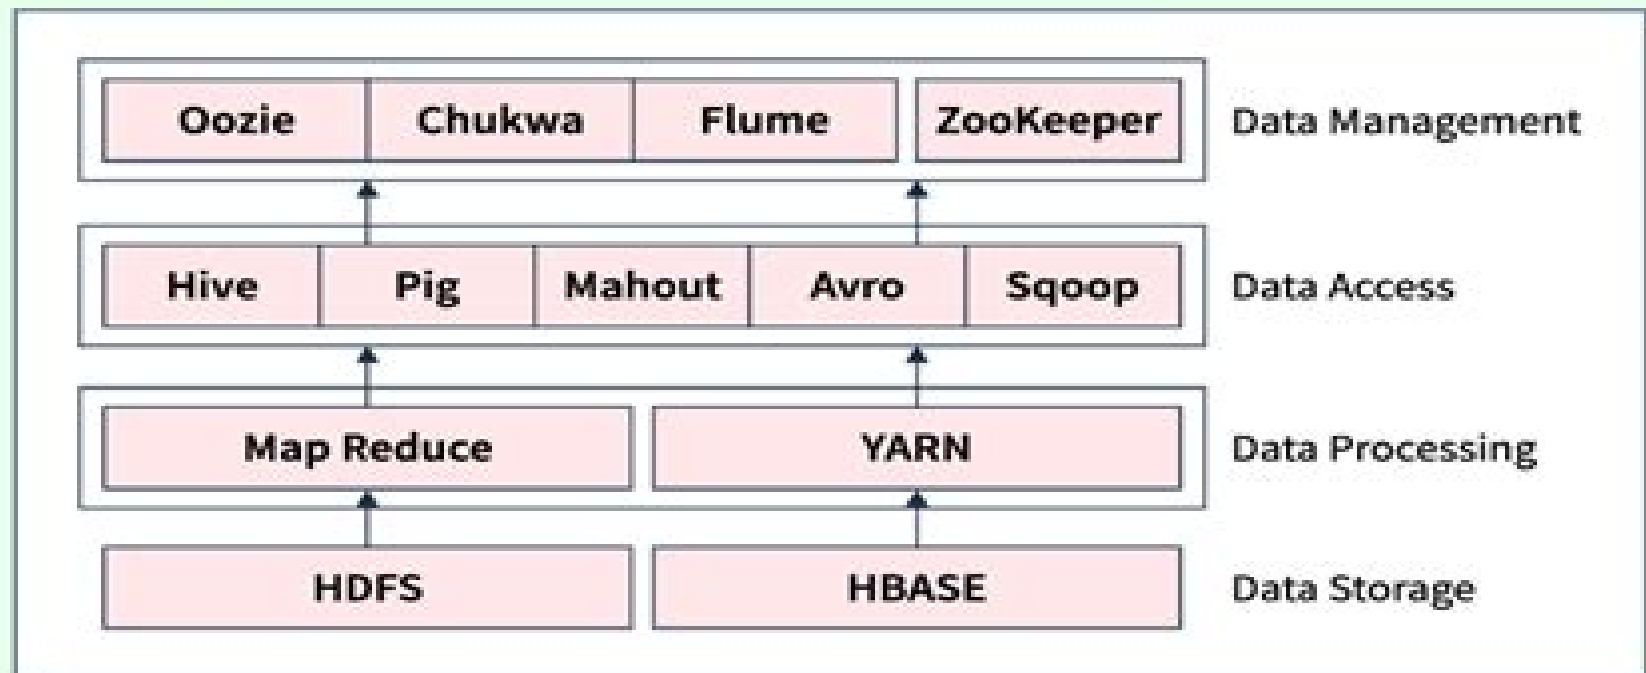 Oozie Chukwa Flume ZooKeeper Data Management
Hive Pig Mahout Avro Sqoop Data Access
Map Reduce YARN Data Processing
HDFS HBASE Data Storage